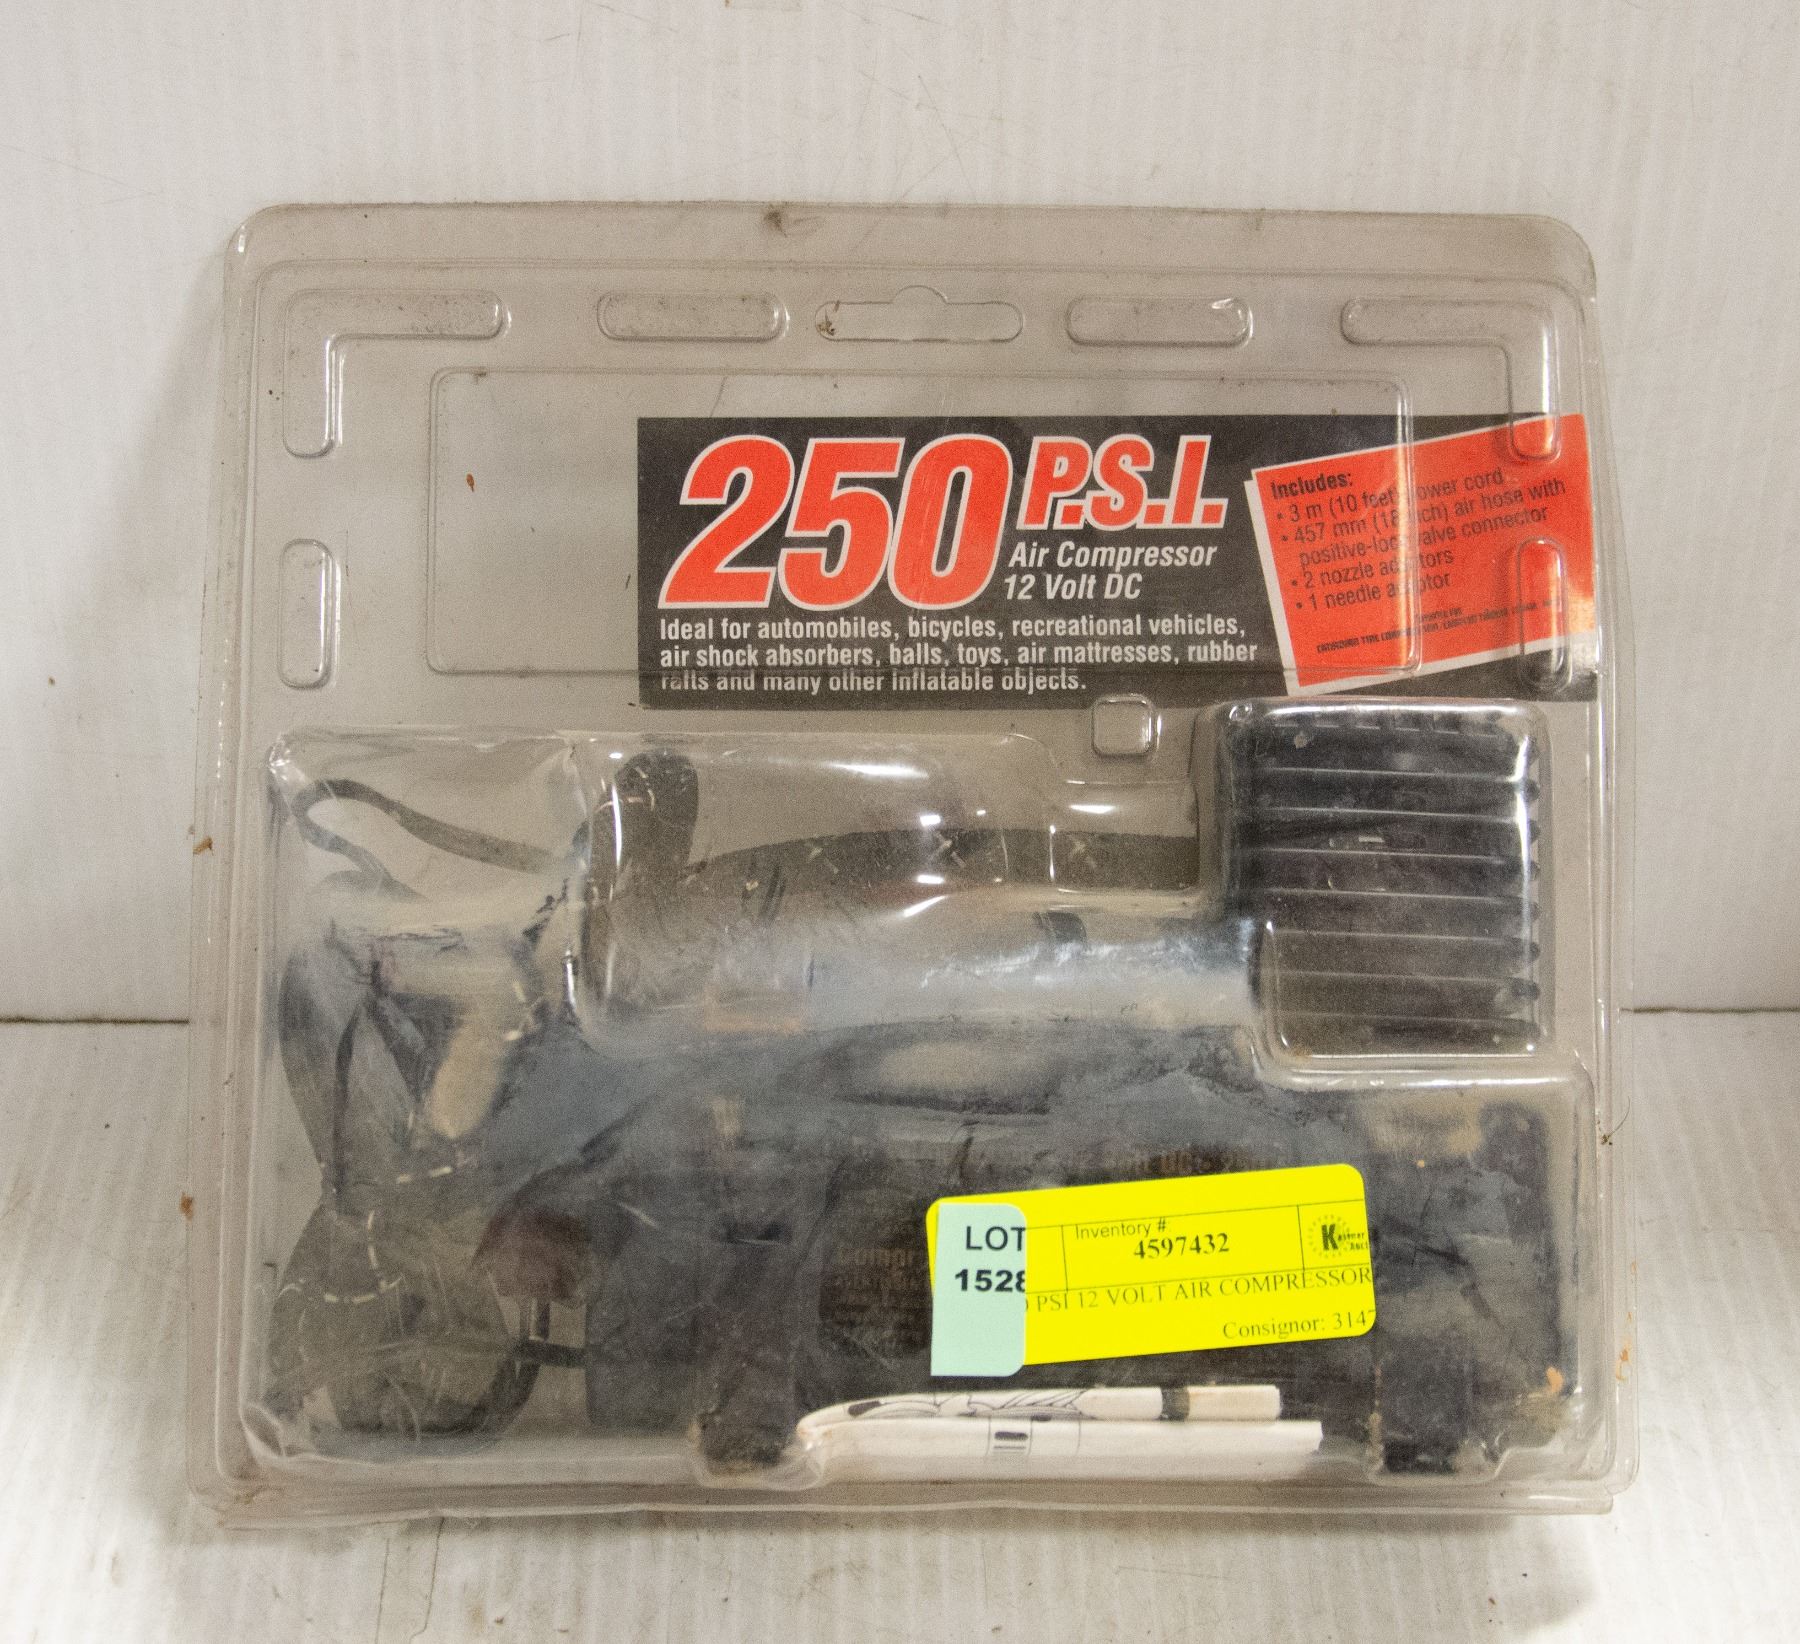 250 P.S.I.
Air Compressor
12 Volt DC
Ideal for automobiles, bicycles, recreational vehicles,
air shock absorbers, balls, toys, air mattresses, rubber
rafts and many other inflatable objects.
Includes:
• 3 m (10 feet) power cord
• 457 mm (18 inch) air hose with
positive-lock valve connector
• 2 nozzle adaptors
• 1 needle adaptor
LOT
1528
Inventory #:
4597432
PSI 12 VOLT AIR COMPRESSOR
Consignor: 3147